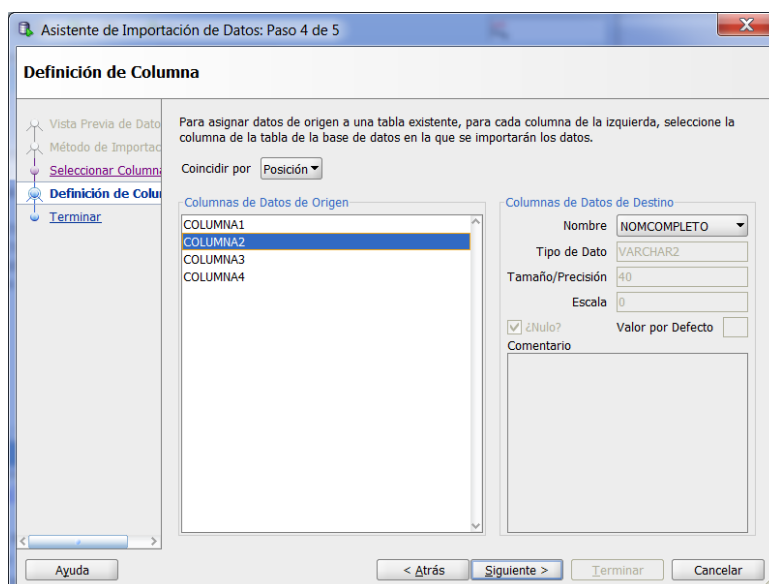 Asistente de Importación de Datos: Paso 4 de 5
Definición de Columna
Vista Previa de Dato
Método de Importac
Seleccionar Columna
Definición de Colu
Terminar
Para asignar datos de origen a una tabla existente, para cada columna de la izquierda, seleccione la
columna de la tabla de la base de datos en la que se importarán los datos.
Coincidir por Posición
Columnas de Datos de Origen
COLUMNA1
COLUMNA2
COLUMNA3
COLUMNA4
Columnas de Datos de Destino
Nombre NOMCOMPLETO
Tipo de Dato VARCHAR2
Tamaño/Precisión 40
Escala 0
¿Nulo? Valor por Defecto
Comentario
Ayuda < Atrás Siguiente > Terminar Cancelar